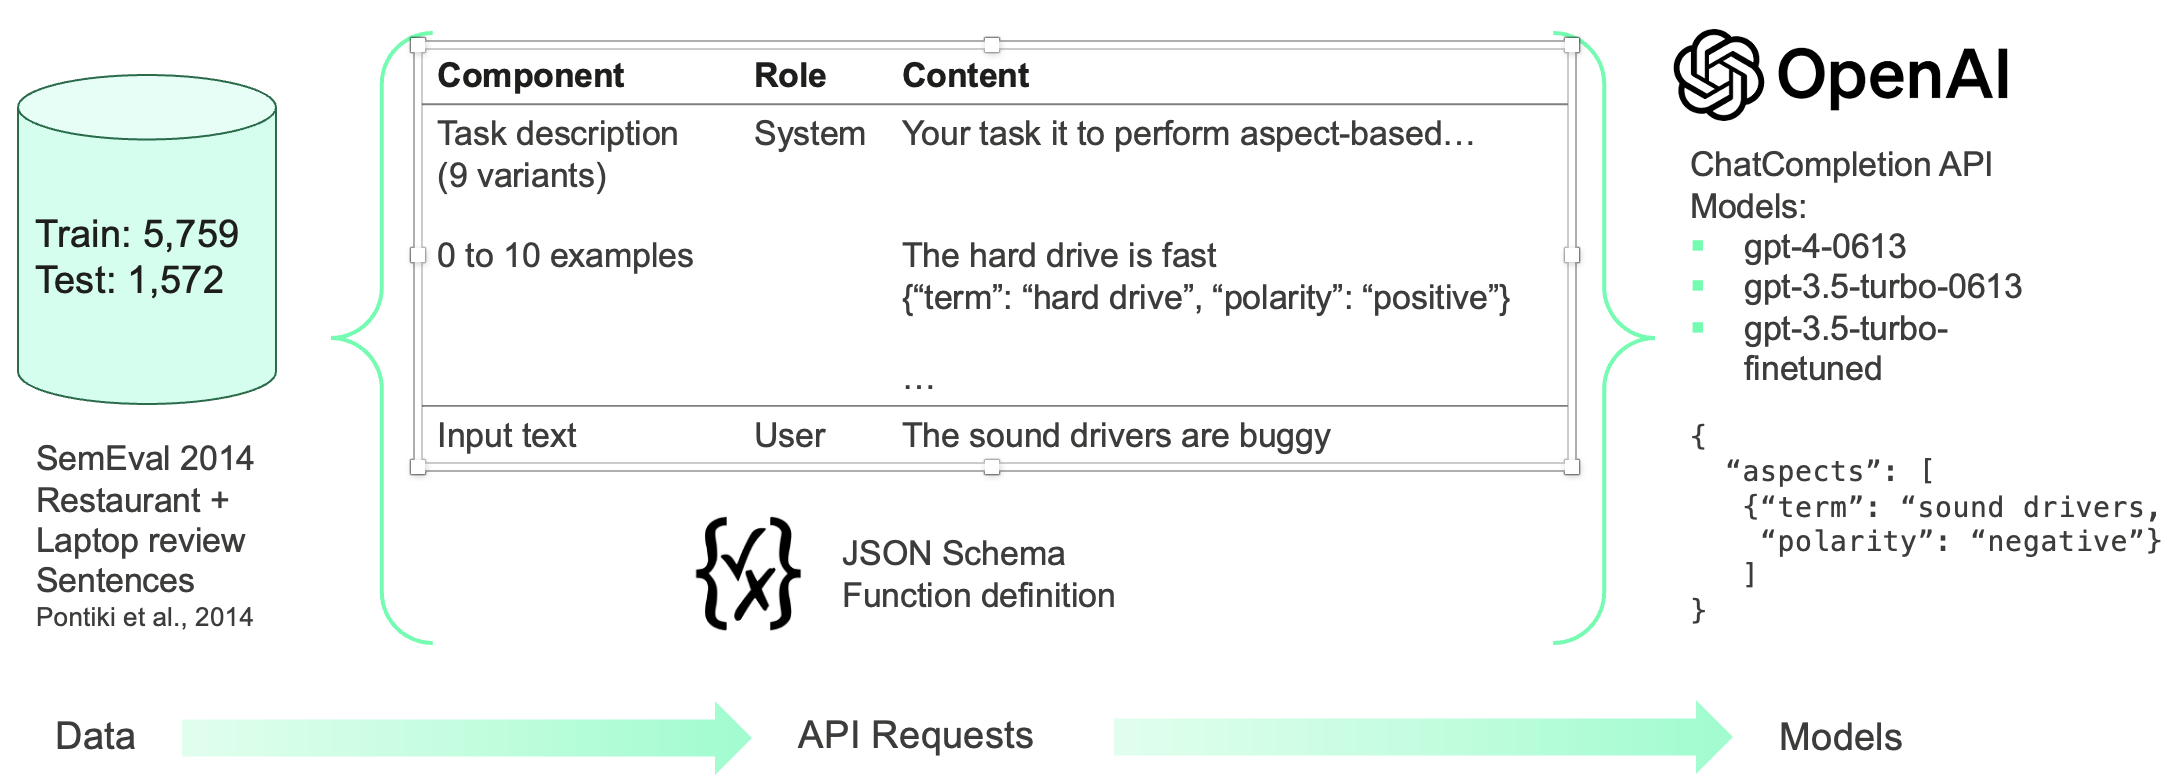 Train: 5,759
Test: 1,572
SemEval 2014
Restaurant +
Laptop review
Sentences
Pontiki et al., 2014
Component Role Content
Task description System Your task it to perform aspect-based…
(9 variants)
0 to 10 examples The hard drive is fast
{“term”: “hard drive”, “polarity”: “positive”}
…
Input text User The sound drivers are buggy
JSON Schema
Function definition
OpenAI
ChatCompletion API
Models:
gpt-4-0613
gpt-3.5-turbo-0613
gpt-3.5-turbo-
finetuned
{
“aspects”: [
{“term”: “sound drivers,
“polarity”: “negative”}
]
}
Data API Requests Models